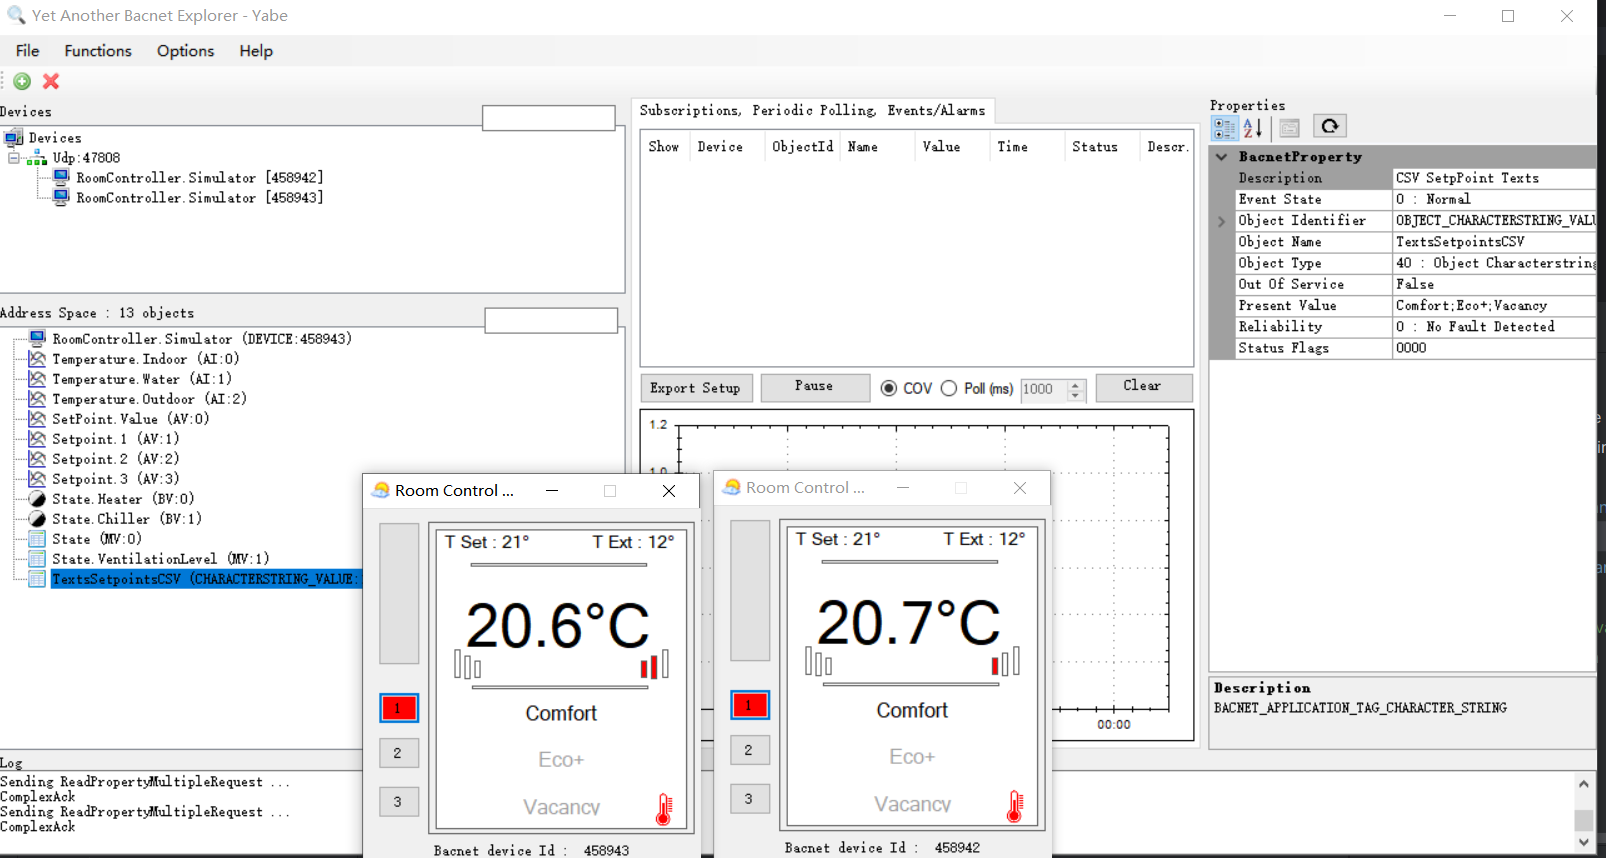 Yet Another Bacnet Explorer - Yabe
File Functions Options Help
Devices
Devices
Udp:47808
RoomController.Simulator [458942]
RoomController.Simulator [458943]
Address Space : 13 objects
RoomController.Simulator (DEVICE:458943)
Temperature.Indoor (AI:0)
Temperature.Water (AI:1)
Temperature.Outdoor (AI:2)
SetPoint.Value (AV:0)
Setpoint.1 (AV:1)
Setpoint.2 (AV:2)
Setpoint.3 (AV:3)
State.Heater (BV:0)
State.Chiller (BV:1)
State (MV:0)
State.VentilationLevel (MV:1)
TextsSetpointsCSV (CHARACTERSTRING_VALUE:
Log
Sending ReadPropertyMultipleRequest ...
ComplexAck
Sending ReadPropertyMultipleRequest ...
ComplexAck
Subscriptions, Periodic Polling, Events/Alarms
Show Device ObjectId Name Value Time Status Descr.
Export Setup Pause COV Poll (ms) 1000 Clear
1.2
1.0
00:00
Room Control ...
T Set : 21° T Ext : 12°
20.6°C
1 Comfort
2 Eco+
3 Vacancy
Bacnet device Id : 458943
Room Control ...
T Set : 21° T Ext : 12°
20.7°C
1 Comfort
2 Eco+
3 Vacancy
Bacnet device Id : 458942
Properties
BacnetProperty
Description CSV SetpPoint Texts
Event State 0 : Normal
Object Identifier OBJECT_CHARACTERSTRING_VALU
Object Name TextsSetpointsCSV
Object Type 40 : Object Characterstring
Out Of Service False
Present Value Comfort;Eco+;Vacancy
Reliability 0 : No Fault Detected
Status Flags 0000
Description
BACNET_APPLICATION_TAG_CHARACTER_STRING